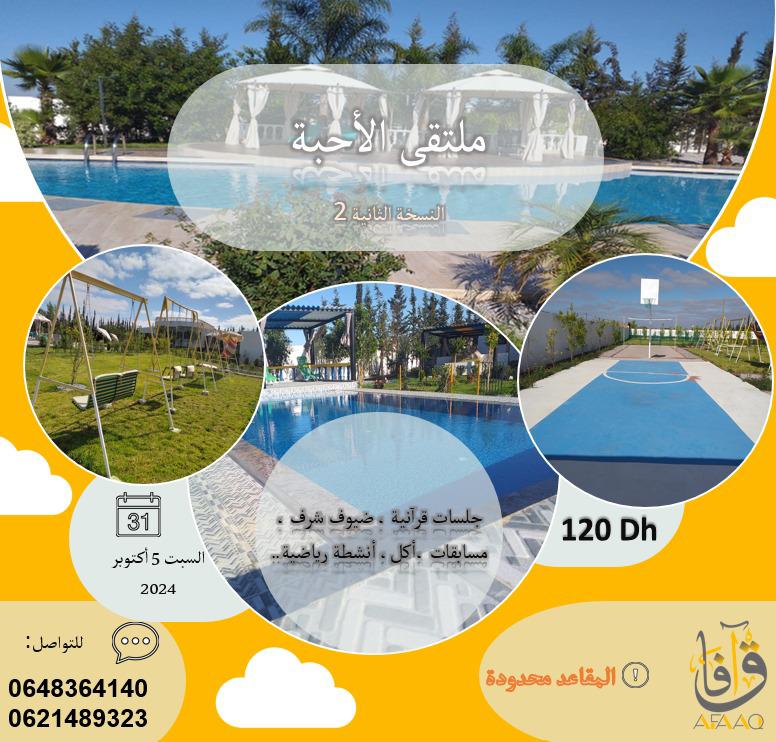 ملتقى الأحبة
النسخة الثانية 2
جلسات قرآنية ، ضيوف شرف ،
مسابقات ،أكل ، أنشطة رياضية..
31
السبت 5 أكتوبر
2024
120 Dh
للتواصل:
0648364140
0621489323
المقاعد محدودة
آفاق
AFAAQ